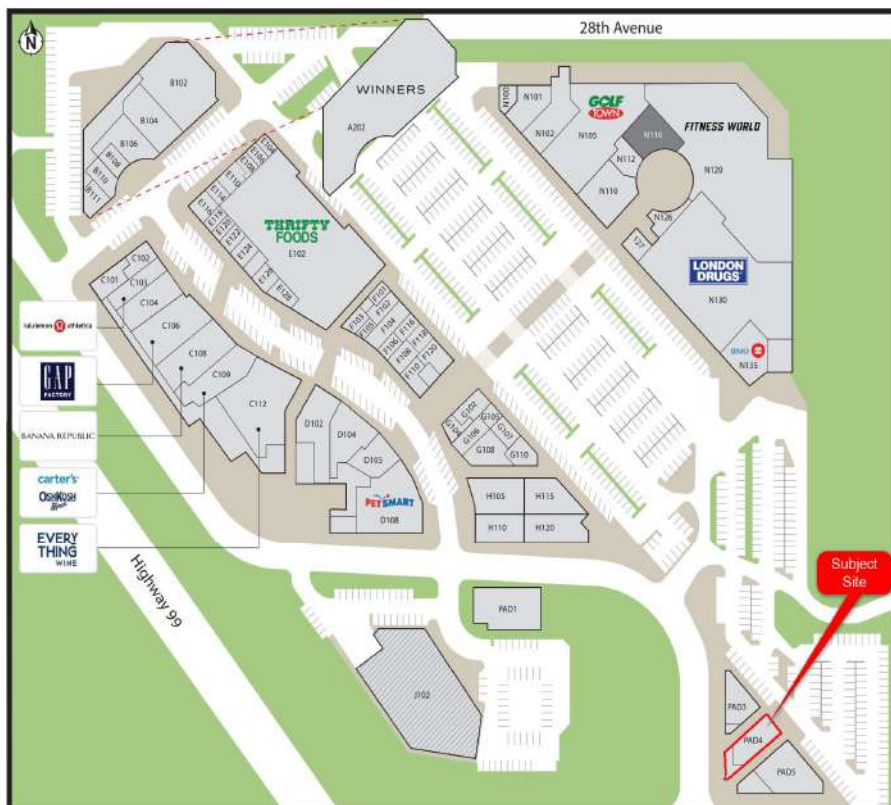 28th Avenue
N
B102
B104
B106
B108
B110
B111
WINNERS
A202
N100
N101
N102
GOLF
TOWN
N105
N116
N112
N110
FITNESS WORLD
N120
N126
127
LONDON
DRUGS
N130
BMO
N135
E104
E106
E108
E110
E114
E116
E118
E120
E122
E124
E126
E128
THRIFTY
FOODS
E102
C101
C102
C103
C104
C106
C108
C109
C112
lululemon athletica
GAP
FACTORY
BANANA REPUBLIC
carter's
OSHKOSH
B'gosh
EVERY
THING
WINE
F101
F102
F103
F104
F105
F106
F116
F118
F108
F120
F110
G102
G104
G105
G106
G107
G108
G110
D102
D104
D105
PETSMART
D108
H105
H115
H110
H120
Highway 99
PAD1
J102
Subject
Site
PAD3
PAD4
PAD5